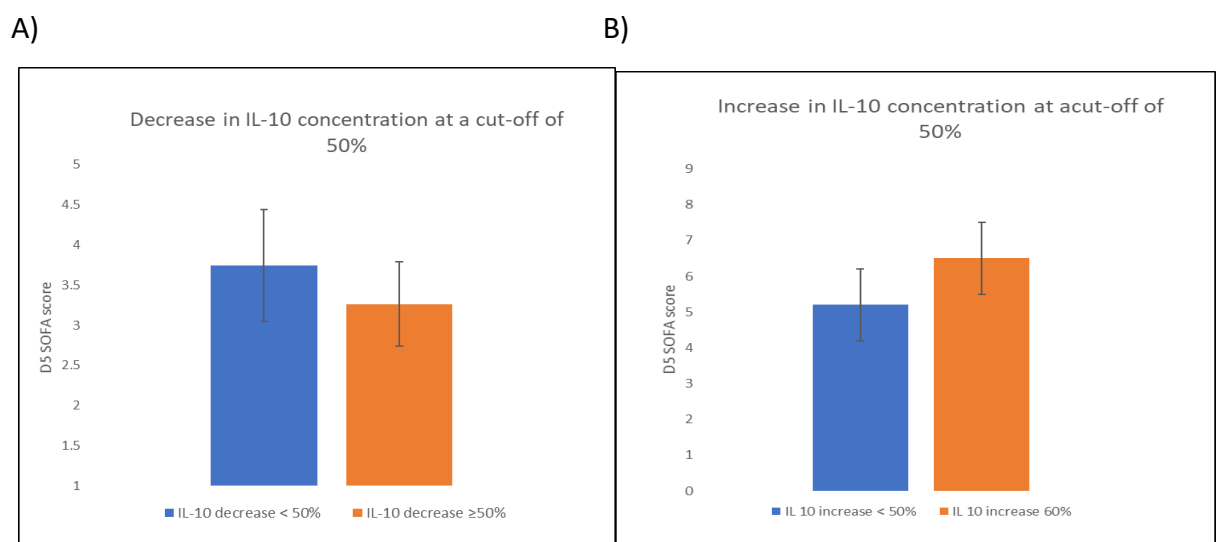 A)
B)
Decrease in IL-10 concentration at a cut-off of
50%
5
4.5
4
3.5
3
2.5
2
1.5
1
D5 SOFA score
IL-10 decrease < 50%
IL-10 decrease ≥50%
Increase in IL-10 concentration at acut-off of
50%
9
8
7
6
5
4
3
2
1
0
D5 SOFA score
IL 10 increase < 50%
IL 10 increase 60%